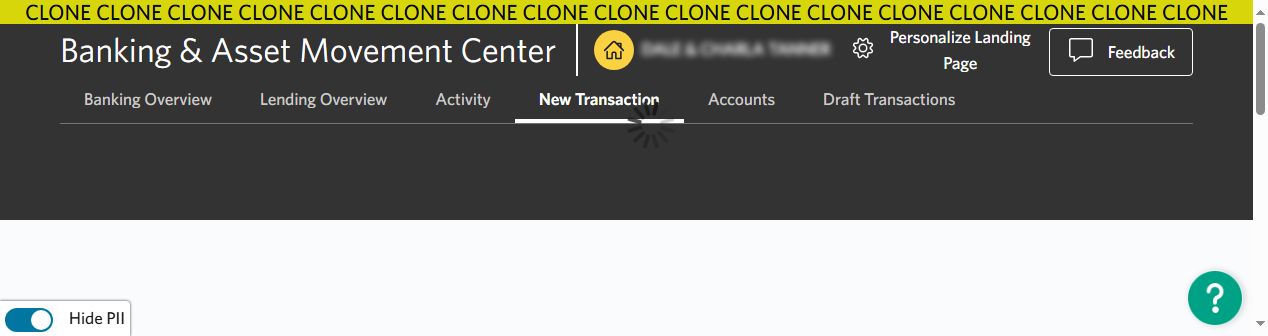 CLONE CLONE CLONE CLONE CLONE CLONE CLONE CLONE CLONE CLONE CLONE CLONE CLONE CLONE CLONE CLONE CLONE
Banking & Asset Movement Center
Personalize Landing
Page
Feedback
Banking Overview Lending Overview Activity New Transaction Accounts Draft Transactions
?
Hide PII